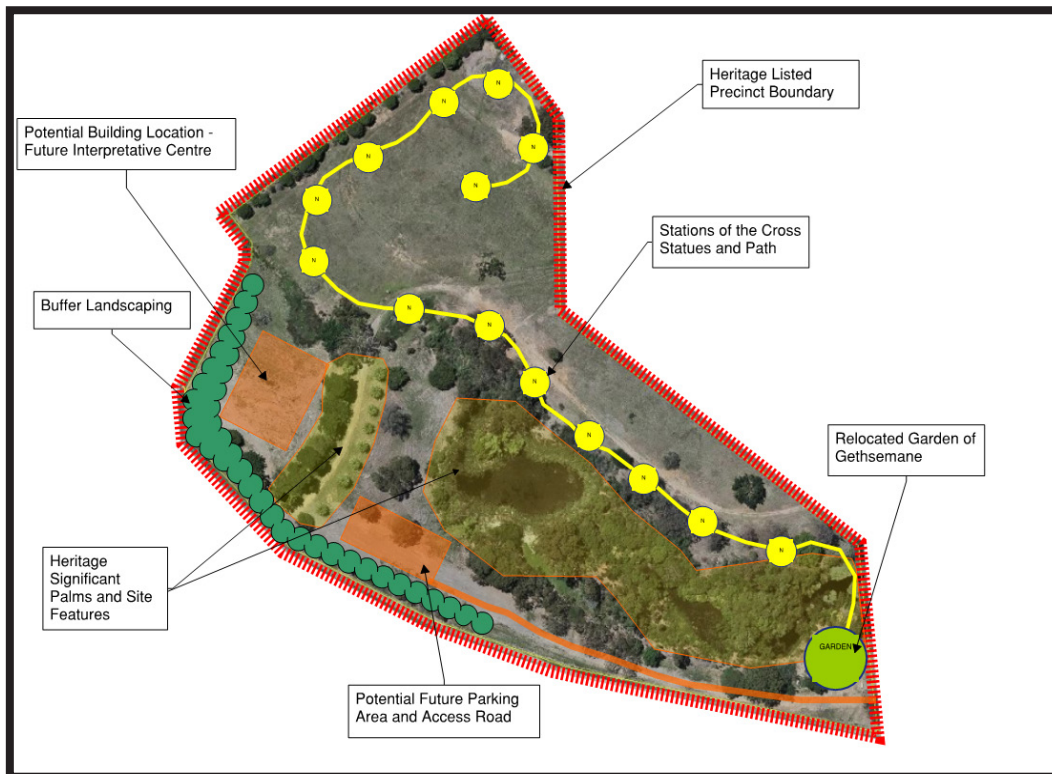 Heritage Listed
Precinct Boundary
Potential Building Location -
Future Interpretative Centre
Stations of the Cross
Statues and Path
Buffer Landscaping
Relocated Garden of
Gethsemane
Heritage
Significant
Palms and Site
Features
Potential Future Parking
Area and Access Road
N
N
N
N
N
N
N
N
N
N
N
N
N
N
GARDEN